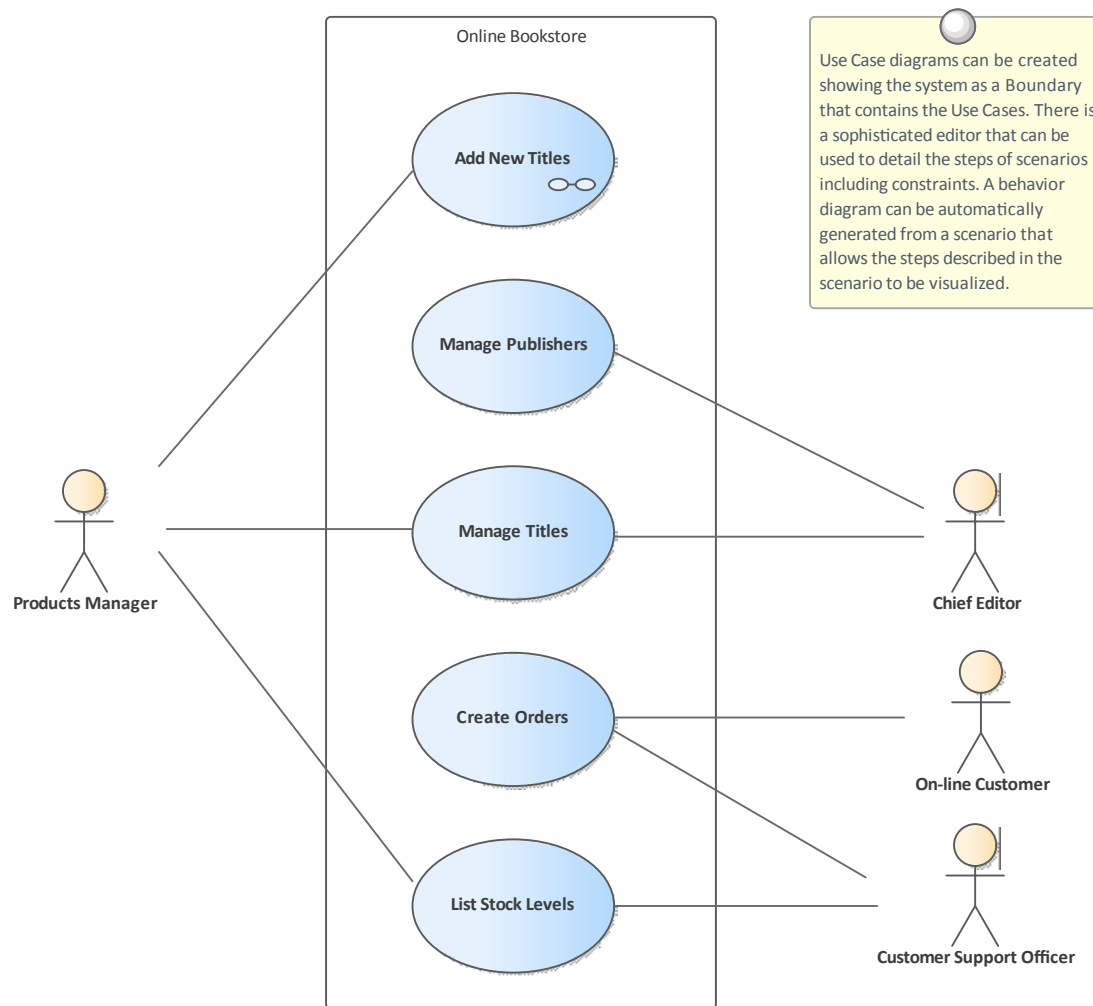 Online Bookstore
Use Case diagrams can be created
showing the system as a Boundary
that contains the Use Cases. There is
a sophisticated editor that can be
used to detail the steps of scenarios
including constraints. A behavior
diagram can be automatically
generated from a scenario that
allows the steps described in the
scenario to be visualized.
Add New Titles
Manage Publishers
Manage Titles
Products Manager
Chief Editor
Create Orders
On-line Customer
List Stock Levels
Customer Support Officer